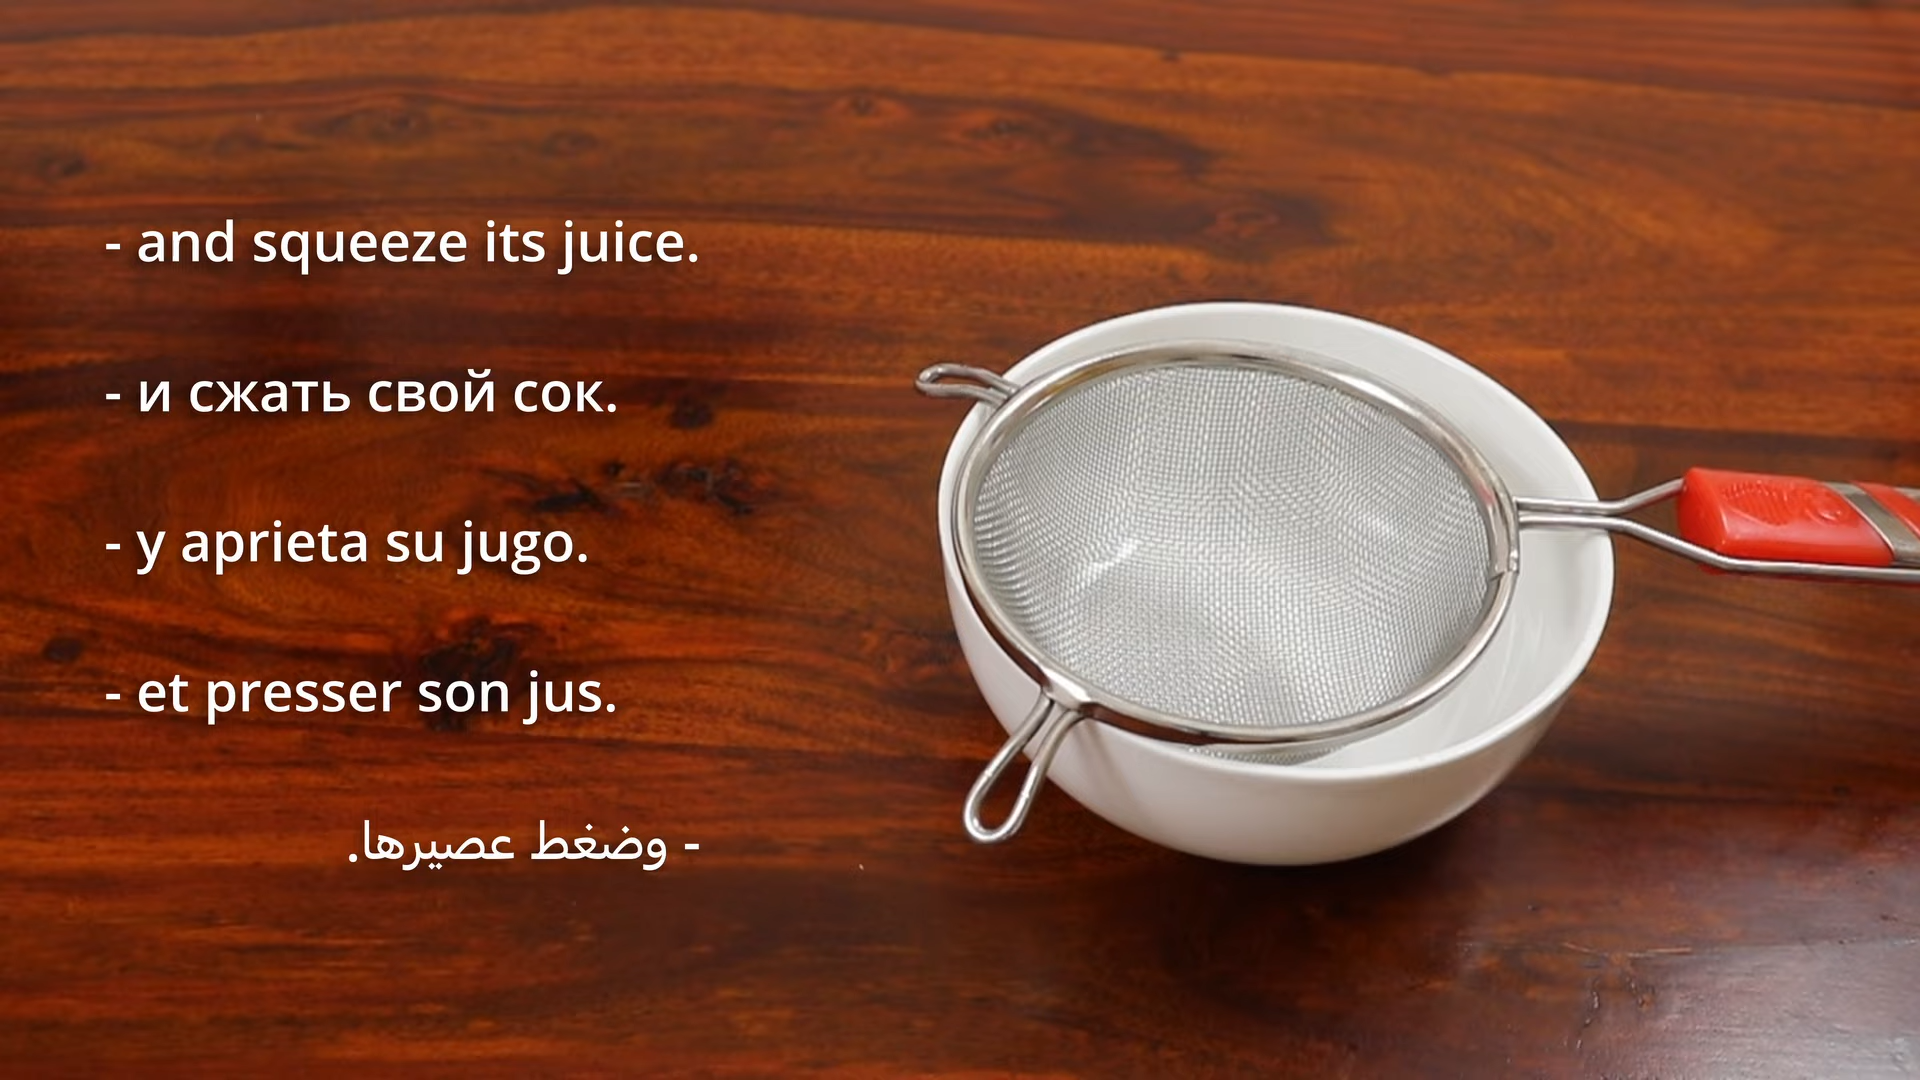 - and squeeze its juice.
- и сжать свой сок.
- y aprieta su jugo.
- et presser son jus.
- وضغط عصيرها.